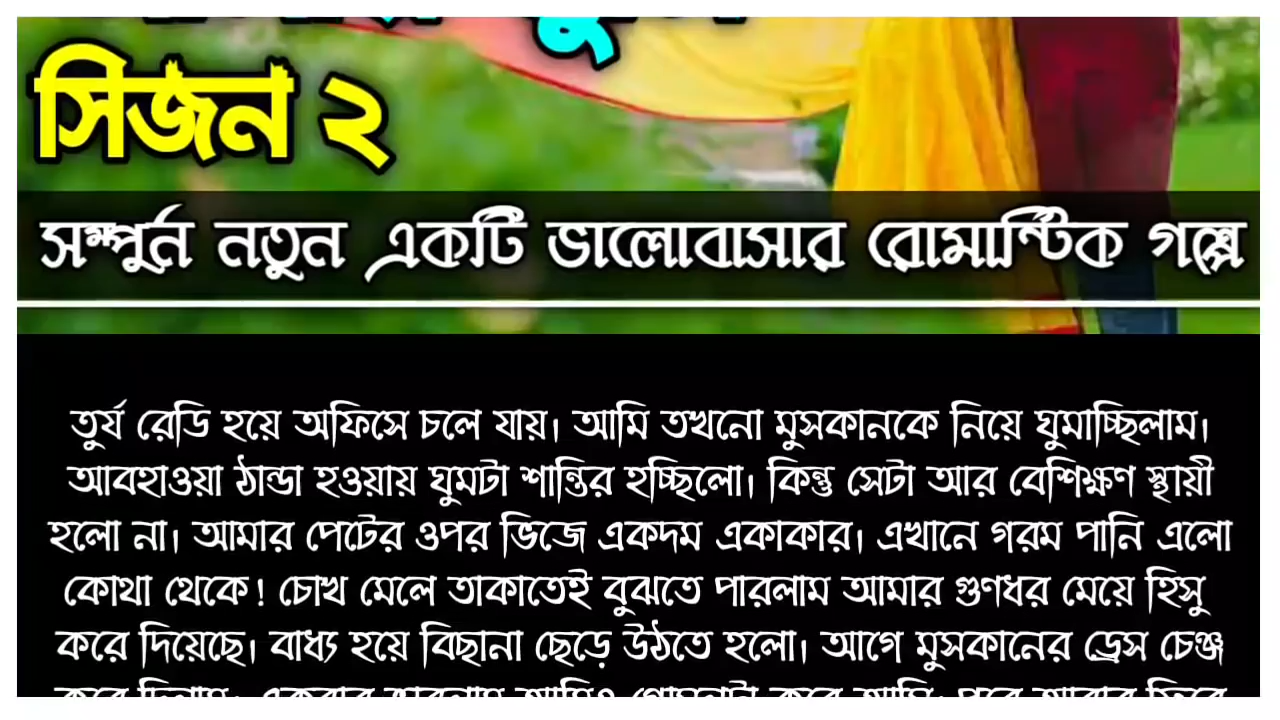 সিজন ২
সম্পুর্ন নতুন একটি ভালোবাসার রোমান্টিক গল্পে
তুর্য রেডি হয়ে অফিসে চলে যায়। আমি তখনো মুসকানকে নিয়ে ঘুমাচ্ছিলাম।
আবহাওয়া ঠান্ডা হওয়ায় ঘুমটা শান্তির হচ্ছিলো। কিন্তু সেটা আর বেশিক্ষণ স্থায়ী
হলো না। আমার পেটের ওপর ভিজে একদম একাকার। এখানে গরম পানি এলো
কোথা থেকে! চোখ মেলে তাকাতেই বুঝতে পারলাম আমার গুণধর মেয়ে হিসু
করে দিয়েছে। বাধ্য হয়ে বিছানা ছেড়ে উঠতে হলো। আগে মুসকানের ড্রেস চেঞ্জ